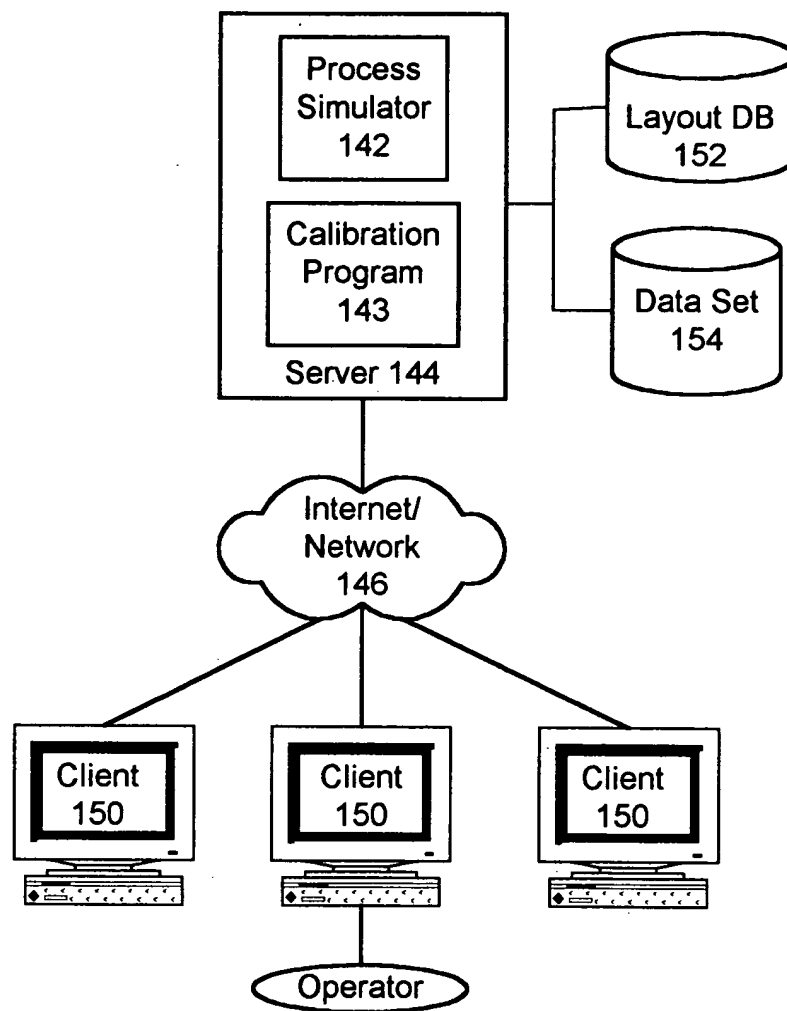 Process
Simulator
142
Layout DB
152
Calibration
Program
143
Data Set
154
Server 144
Internet/
Network
146
Client
150
Client
150
Client
150
Operator